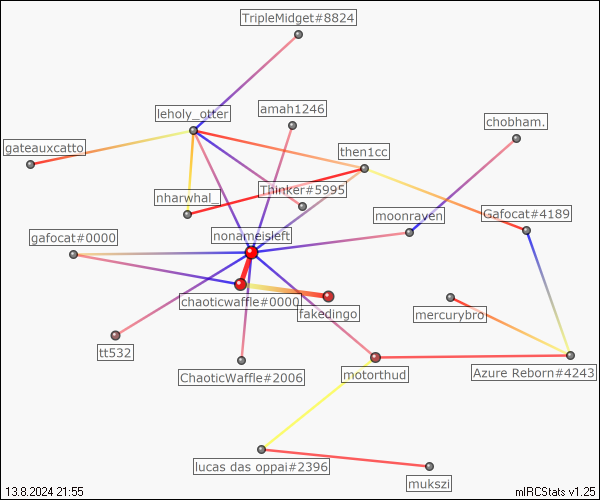 TripleMidget#8824
leholy_otter
amah1246
chobham.
gateauxcatto
then1cc
nharwhal_
Thinker#5995
moonraven
Gafocat#4189
gafocat#0000
nonameisleft
chaoticwaffle#0000
fakedingo
mercurybro
tt532
ChaoticWaffle#2006
motorthud
Azure Reborn#4243
lucas das oppai#2396
mukszi
13.8.2024 21:55
mIRCStats v1.25